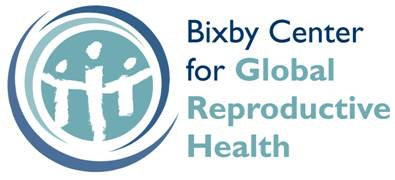 Bixby Center
for Global
Reproductive
Health